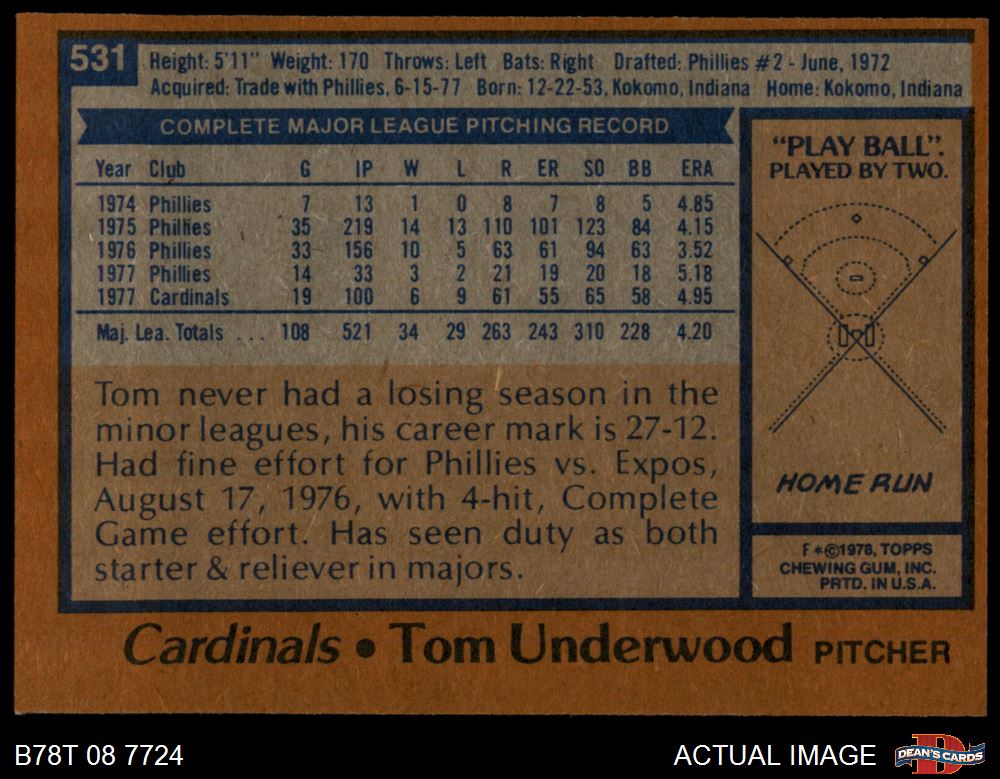 531
Height: 5'11" Weight: 170 Throws: Left Bats: Right Drafted: Phillies #2 - June, 1972
Acquired: Trade with Phillies, 6-15-77 Born: 12-22-53, Kokomo, Indiana Home: Kokomo, Indiana
COMPLETE MAJOR LEAGUE PITCHING RECORD
Year Club G IP W L R ER SO BB ERA
1974 Phillies 7 13 1 0 8 7 8 5 4.85
1975 Phillies 35 219 14 13 110 101 123 84 4.15
1976 Phillies 33 156 10 5 63 61 94 63 3.52
1977 Phillies 14 33 3 2 21 19 20 18 5.18
1977 Cardinals 19 100 6 9 61 55 65 58 4.95
Maj. Lea. Totals ... 108 521 34 29 263 243 310 228 4.20
Tom never had a losing season in the
minor leagues, his career mark is 27-12.
Had fine effort for Phillies vs. Expos,
August 17, 1976, with 4-hit, Complete
Game effort. Has seen duty as both
starter & reliever in majors.
"PLAY BALL".
PLAYED BY TWO.
HOME RUN
F *©1978, TOPPS
CHEWING GUM, INC.
PRTD. IN U.S.A.
Cardinals • Tom Underwood PITCHER
B78T 08 7724
ACTUAL IMAGE
DEAN'S CARDS